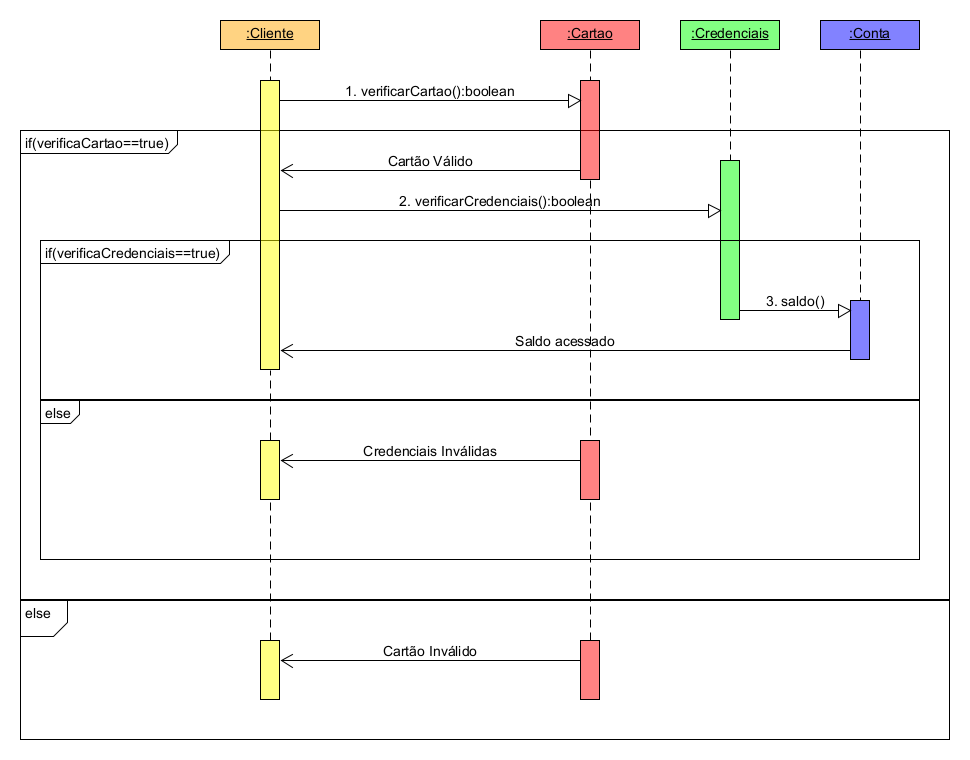 :Cliente
:Cartao
:Credenciais
:Conta
1. verificarCartao():boolean
if(verificaCartao==true)
Cartão Válido
2. verificarCredenciais():boolean
if(verificaCredenciais==true)
3. saldo()
Saldo acessado
else
Credenciais Inválidas
else
Cartão Inválido